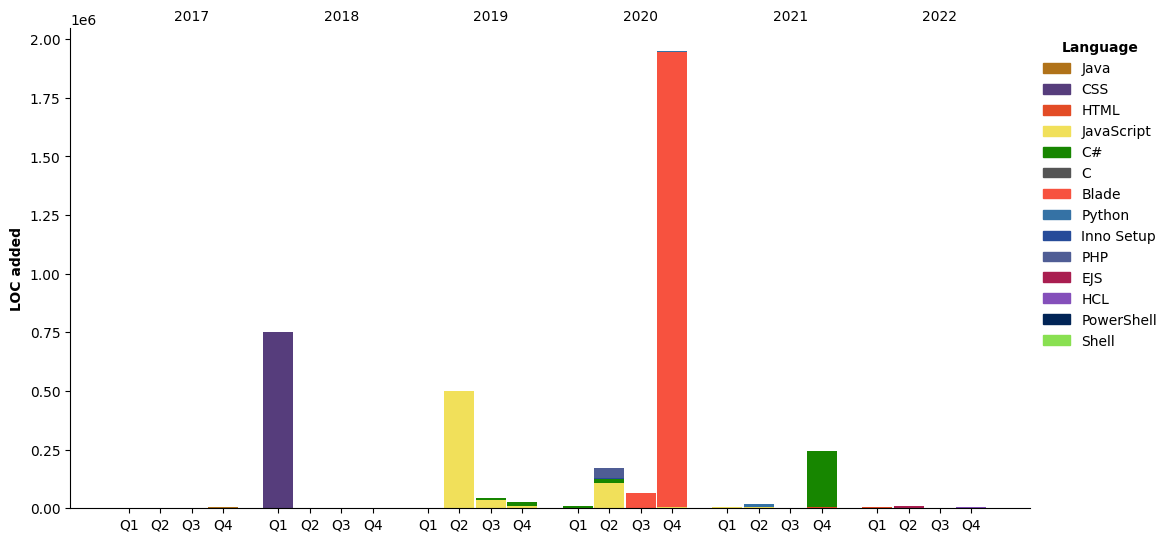 1e6
2017 2018 2019 2020 2021 2022
2.00
1.75
1.50
1.25
1.00
0.75
0.50
0.25
0.00
LOC added
Q1 Q2 Q3 Q4 Q1 Q2 Q3 Q4 Q1 Q2 Q3 Q4 Q1 Q2 Q3 Q4 Q1 Q2 Q3 Q4 Q1 Q2 Q3 Q4
Language
Java
CSS
HTML
JavaScript
C#
C
Blade
Python
Inno Setup
PHP
EJS
HCL
PowerShell
Shell